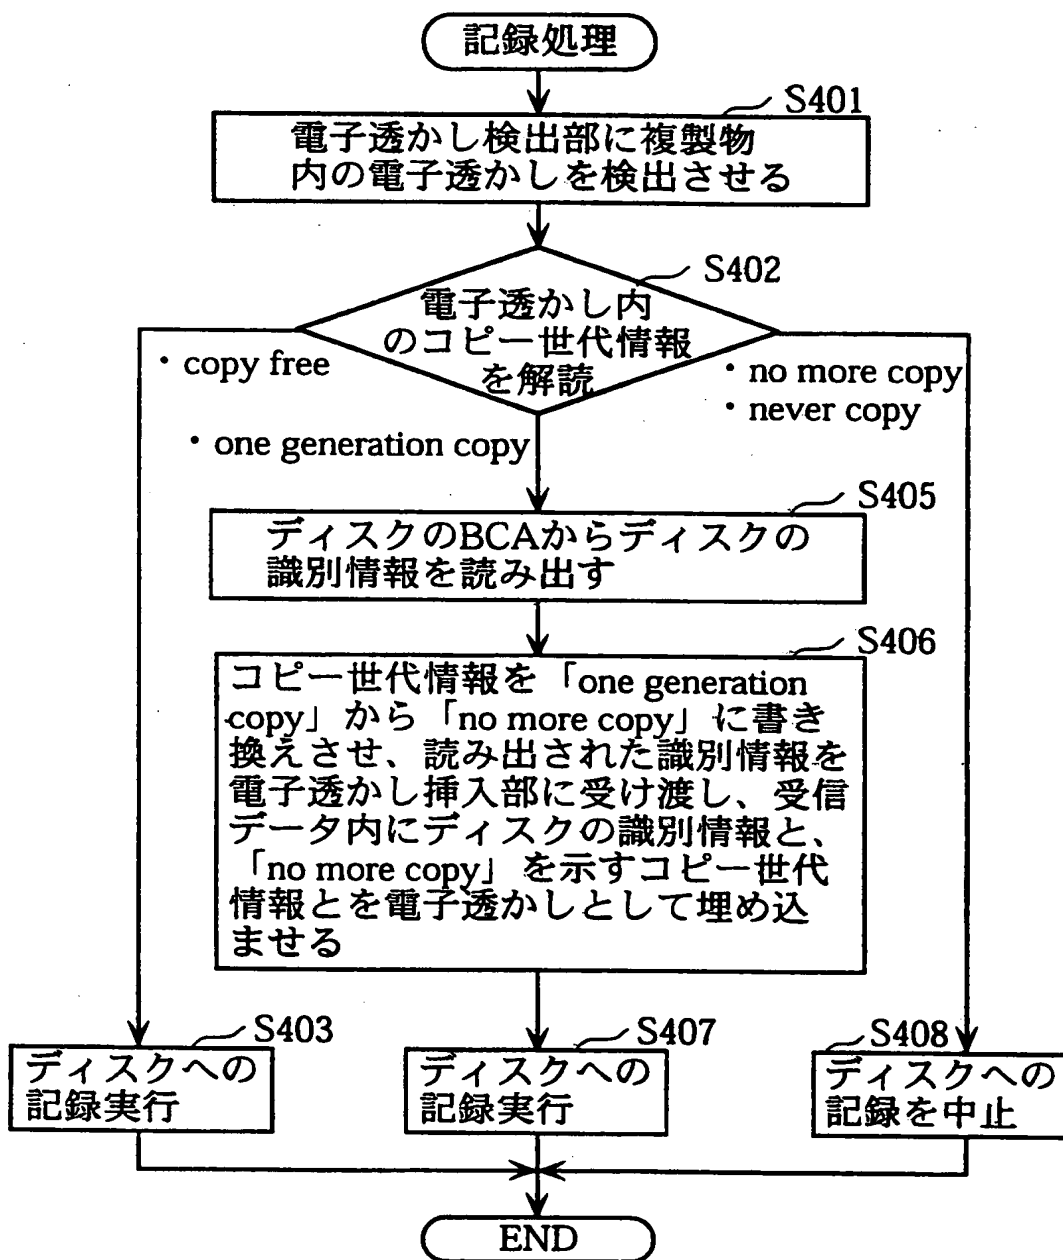 記録処理
S401
電子透かし検出部に複製物
内の電子透かしを検出させる
S402
電子透かし内
のコピー世代情報
を解読
・copy free
・no more copy
・never copy
・one generation copy
S405
ディスクのBCAからディスクの
識別情報を読み出す
S406
コピー世代情報を「one generation
copy」から「no more copy」に書き
換えさせ、読み出された識別情報を
電子透かし挿入部に受け渡し、受信
データ内にディスクの識別情報と、
「no more copy」を示すコピー世代
情報とを電子透かしとして埋め込
ませる
S403
ディスクへの
記録実行
S407
ディスクへの
記録実行
S408
ディスクへの
記録を中止
END